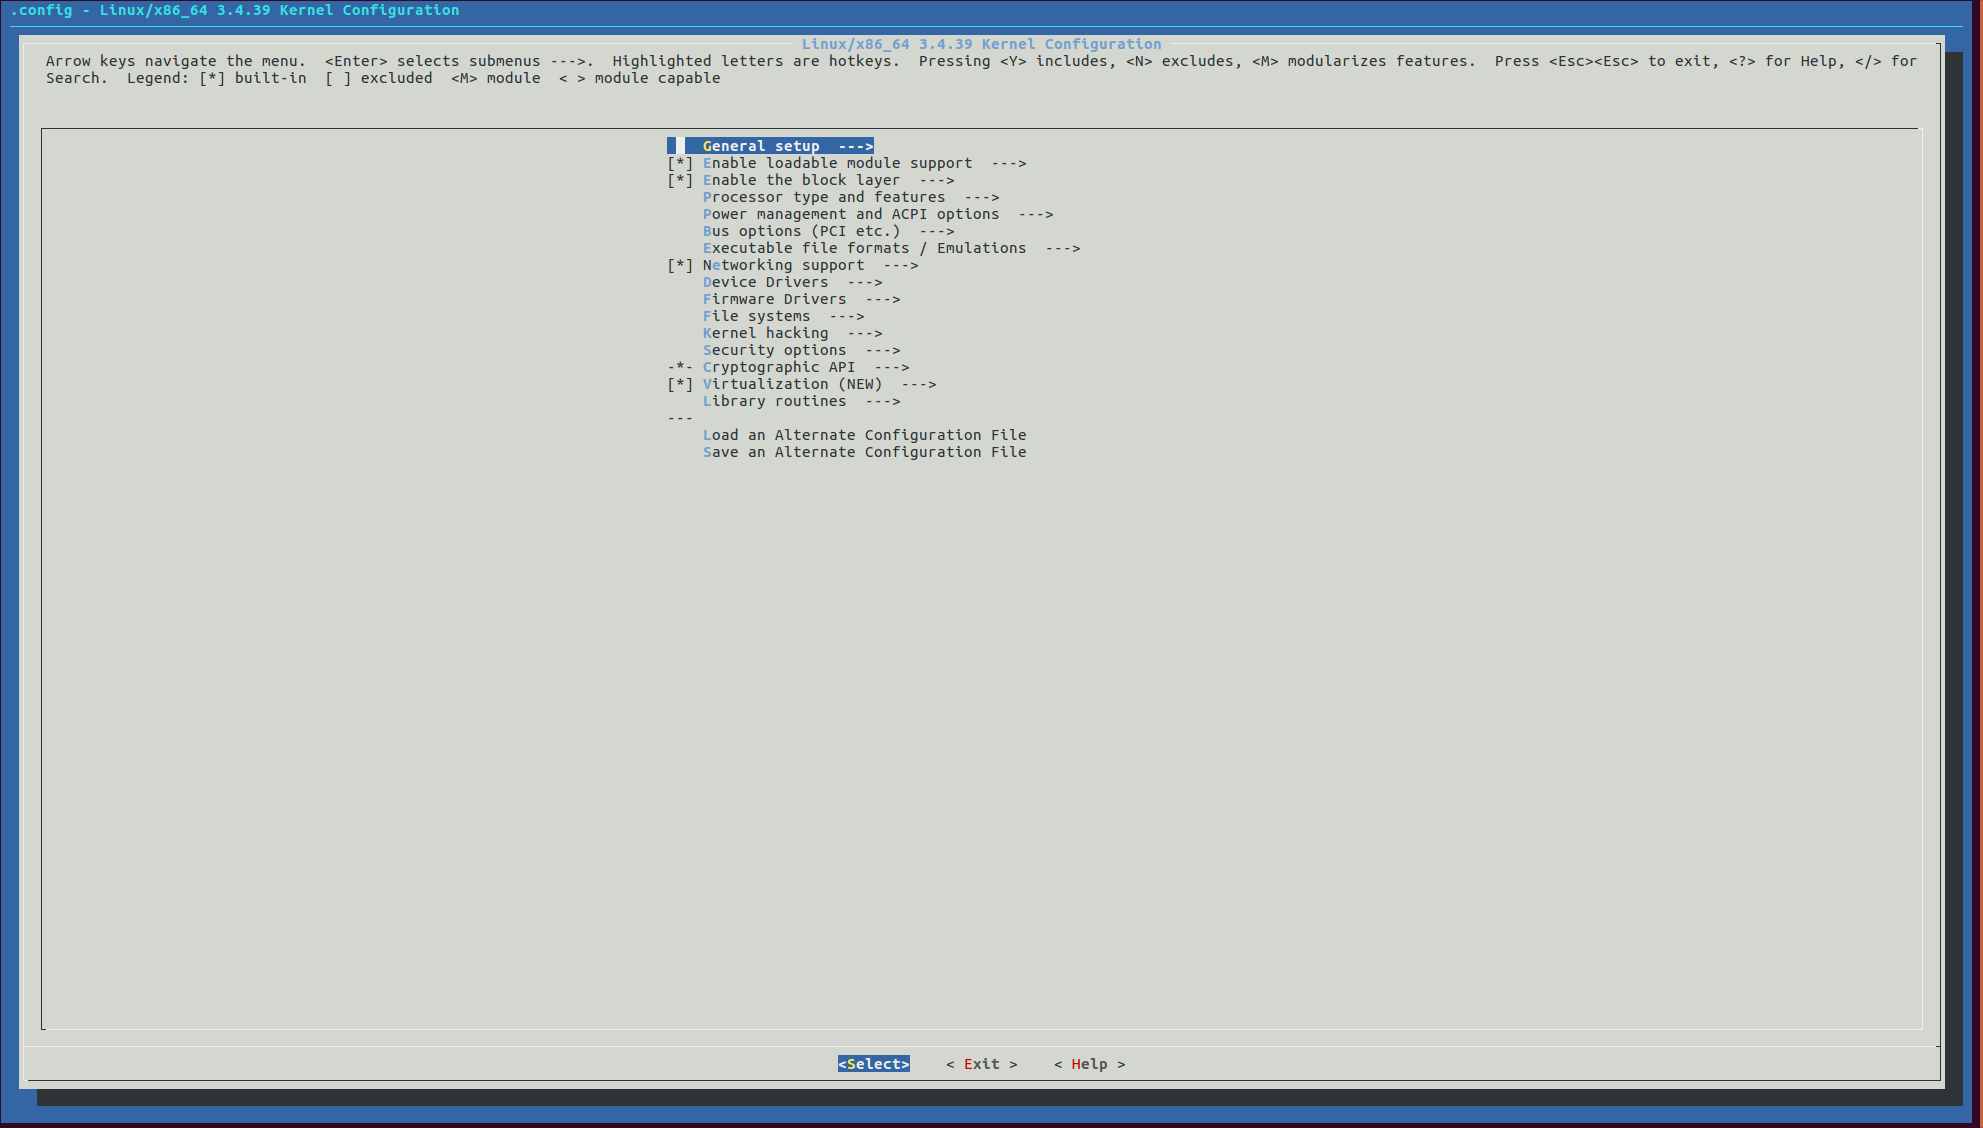 .config - Linux/x86_64 3.4.39 Kernel Configuration
Linux/x86_64 3.4.39 Kernel Configuration
Arrow keys navigate the menu.  <Enter> selects submenus --->.  Highlighted letters are hotkeys.  Pressing <Y> includes, <N> excludes, <M> modularizes features.  Press <Esc><Esc> to exit, <?> for Help, </> for
Search.  Legend: [*] built-in  [ ] excluded  <M> module  < > module capable
General setup  --->
[*] Enable loadable module support  --->
[*] Enable the block layer  --->
Processor type and features  --->
Power management and ACPI options  --->
Bus options (PCI etc.)  --->
Executable file formats / Emulations  --->
[*] Networking support  --->
Device Drivers  --->
Firmware Drivers  --->
File systems  --->
Kernel hacking  --->
Security options  --->
-*- Cryptographic API  --->
[*] Virtualization (NEW)  --->
Library routines  --->
---
Load an Alternate Configuration File
Save an Alternate Configuration File
<Select>    < Exit >    < Help >